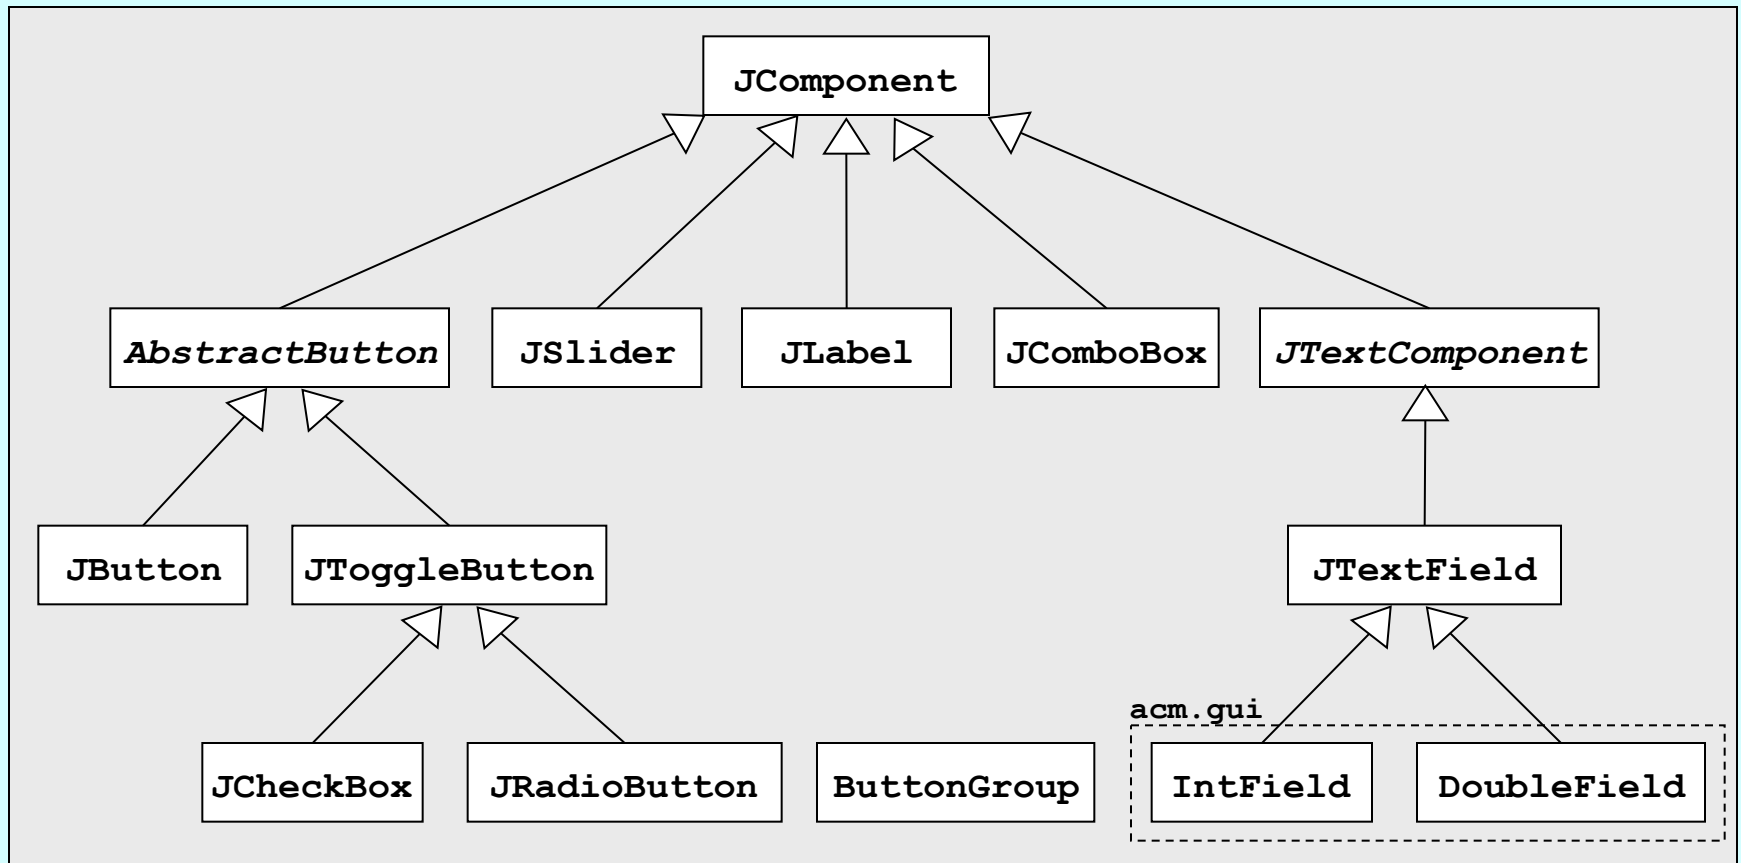 JComponent
AbstractButton
JSlider
JLabel
JComboBox
JTextComponent
JButton
JToggleButton
JTextField
acm.gui
JCheckBox
JRadioButton
ButtonGroup
IntField
DoubleField